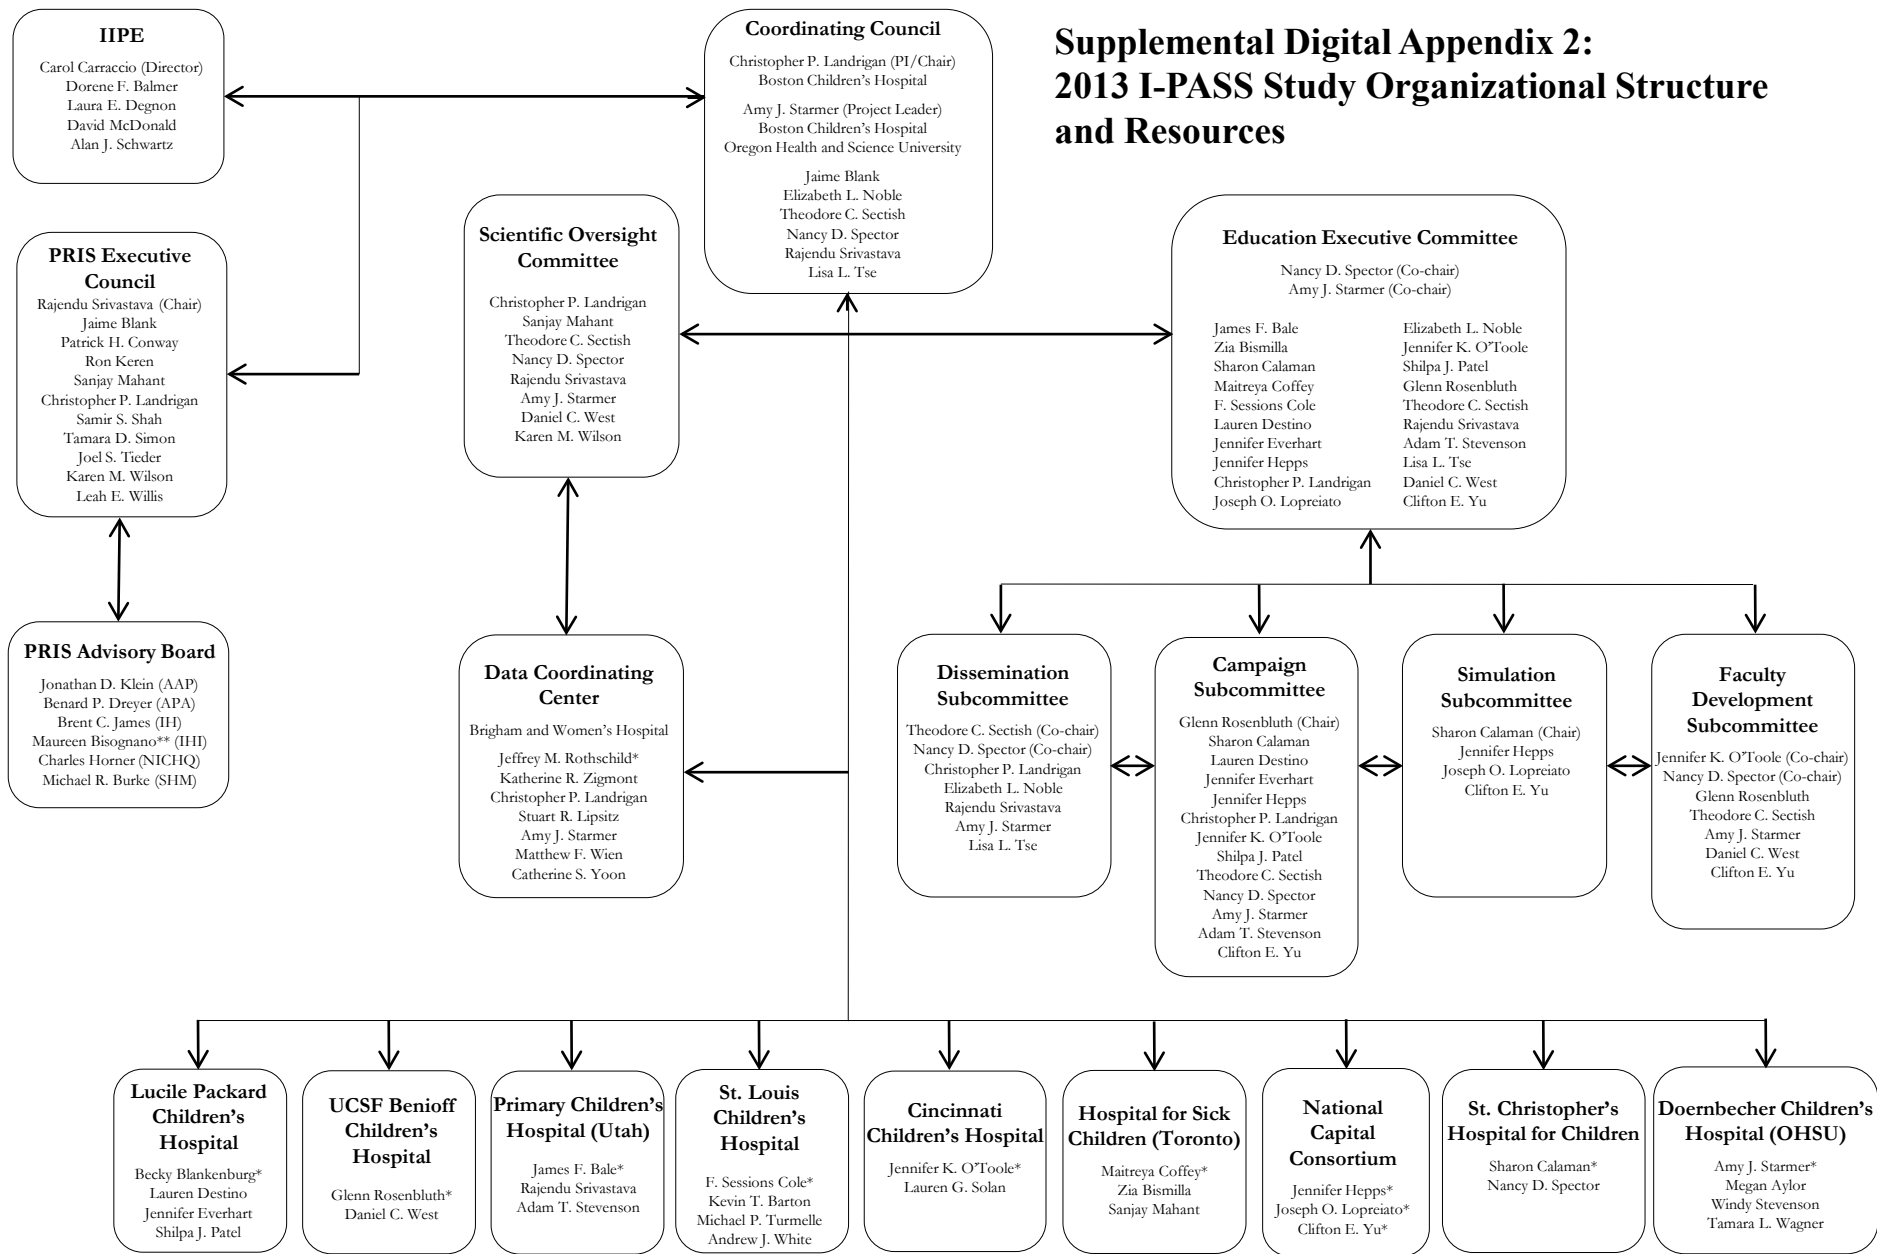 Supplemental Digital Appendix 2:
2013 I-PASS Study Organizational Structure
and Resources
IIPE
Carol Carraccio (Director)
Dorene F. Balmer
Laura E. Degnon
David McDonald
Alan J. Schwartz
Coordinating Council
Christopher P. Landrigan (PI/Chair)
Boston Children's Hospital
Amy J. Starmer (Project Leader)
Boston Children's Hospital
Oregon Health and Science University
Jaime Blank
Elizabeth L. Noble
Theodore C. Sectish
Nancy D. Spector
Rajendu Srivastava
Lisa L. Tse
PRIS Executive
Council
Rajendu Srivastava (Chair)
Jaime Blank
Patrick H. Conway
Ron Keren
Sanjay Mahant
Christopher P. Landrigan
Samir S. Shah
Tamara D. Simon
Joel S. Tieder
Karen M. Wilson
Leah E. Willis
Scientific Oversight
Committee
Christopher P. Landrigan
Sanjay Mahant
Theodore C. Sectish
Nancy D. Spector
Rajendu Srivastava
Amy J. Starmer
Daniel C. West
Karen M. Wilson
Education Executive Committee
Nancy D. Spector (Co-chair)
Amy J. Starmer (Co-chair)
James F. Bale
Zia Bismilla
Sharon Calaman
Maitreya Coffey
F. Sessions Cole
Lauren Destino
Jennifer Everhart
Jennifer Hepps
Christopher P. Landrigan
Joseph O. Lopreiato
Elizabeth L. Noble
Jennifer K. O'Toole
Shilpa J. Patel
Glenn Rosenbluth
Theodore C. Sectish
Rajendu Srivastava
Adam T. Stevenson
Lisa L. Tse
Daniel C. West
Clifton E. Yu
PRIS Advisory Board
Jonathan D. Klein (AAP)
Benard P. Dreyer (APA)
Brent C. James (IH)
Maureen Bisognano** (IHI)
Charles Horner (NICHQ)
Michael R. Burke (SHM)
Data Coordinating
Center
Brigham and Women's Hospital
Jeffrey M. Rothschild*
Katherine R. Zigmont
Christopher P. Landrigan
Stuart R. Lipsitz
Amy J. Starmer
Matthew F. Wien
Catherine S. Yoon
Dissemination
Subcommittee
Theodore C. Sectish (Co-chair)
Nancy D. Spector (Co-chair)
Christopher P. Landrigan
Elizabeth L. Noble
Rajendu Srivastava
Amy J. Starmer
Lisa L. Tse
Campaign
Subcommittee
Glenn Rosenbluth (Chair)
Sharon Calaman
Lauren Destino
Jennifer Everhart
Jennifer Hepps
Christopher P. Landrigan
Jennifer K. O'Toole
Shilpa J. Patel
Theodore C. Sectish
Nancy D. Spector
Amy J. Starmer
Adam T. Stevenson
Clifton E. Yu
Simulation
Subcommittee
Sharon Calaman (Chair)
Jennifer Hepps
Joseph O. Lopreiato
Clifton E. Yu
Faculty
Development
Subcommittee
Jennifer K. O'Toole (Co-chair)
Nancy D. Spector (Co-chair)
Glenn Rosenbluth
Theodore C. Sectish
Amy J. Starmer
Daniel C. West
Clifton E. Yu
Lucile Packard
Children's
Hospital
Becky Blankenburg*
Lauren Destino
Jennifer Everhart
Shilpa J. Patel
UCSF Benioff
Children's
Hospital
Glenn Rosenbluth*
Daniel C. West
Primary Children's
Hospital (Utah)
James F. Bale*
Rajendu Srivastava
Adam T. Stevenson
St. Louis
Children's
Hospital
F. Sessions Cole*
Kevin T. Barton
Michael P. Turmelle
Andrew J. White
Cincinnati
Children's Hospital
Jennifer K. O'Toole*
Lauren G. Solan
Hospital for Sick
Children (Toronto)
Maitreya Coffey*
Zia Bismilla
Sanjay Mahant
National
Capital
Consortium
Jennifer Hepps*
Joseph O. Lopreiato*
Clifton E. Yu*
St. Christopher's
Hospital for Children
Sharon Calaman*
Nancy D. Spector
Doernbecher Children's
Hospital (OHSU)
Amy J. Starmer*
Megan Aylor
Windy Stevenson
Tamara L. Wagner